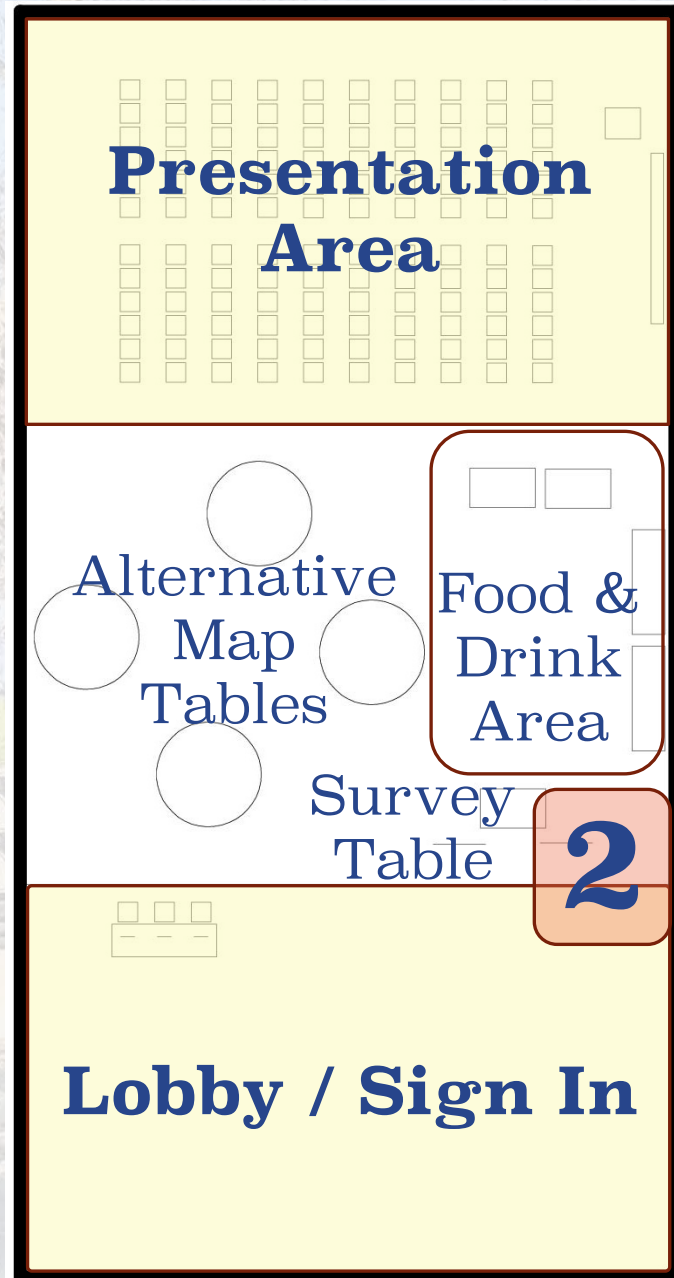 Presentation
Area
Alternative
Map
Tables
Food &
Drink
Area
Survey
Table
2
Lobby / Sign In